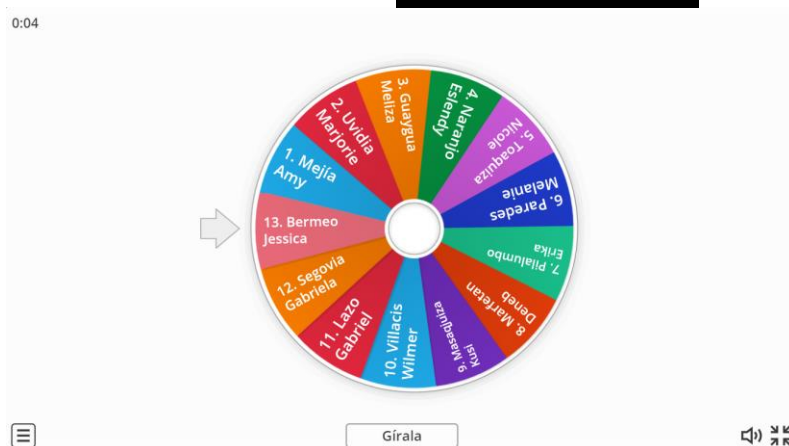 0:04
1. Mejía
Amy
2. Uvidia
Marjorie
3. Guaygua
Meliza
4. Naranjo
Eslendy
5. Toaquiza
Nicole
6. Paredes
Melanie
7. Pilalumbo
Erika
8. Marfetan
Deneb
9. Masaquiza
Kusi
10. Villacis
Wilmer
11. Lazo
Gabriel
12. Segovia
Gabriela
13. Bermeo
Jessica
Gírala